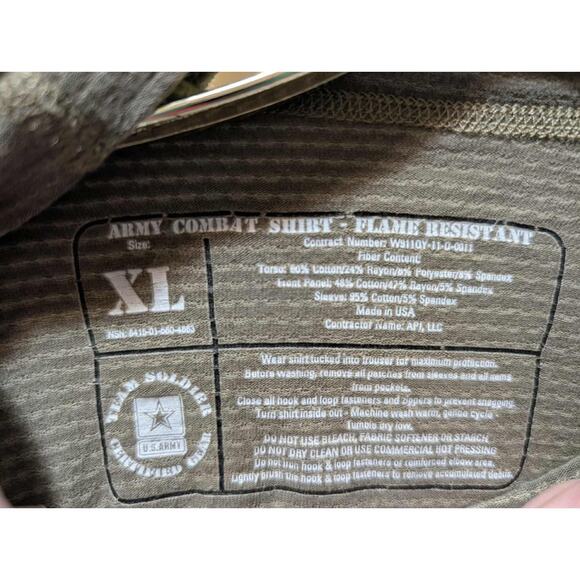 ARMY COMBAT SHIRT - FLAME RESISTANT
Size:
XL
Contract Number: W911QY-11-D-0011
Fiber Content:
Torso: 60% Cotton/24% Rayon/8% Polyester/8% Spandex
Front Panel: 48% Cotton/47% Rayon/5% Spandex
Sleeve: 95% Cotton/5% Spandex
Made in USA
Contractor Name: API, LLC
TEAM SOLDIER
U.S.ARMY
CERTIFIED GEAR
Wear shirt tucked into trouser for maximum protection.
Before washing, remove all patches from sleeves and all items
from pockets.
Close all hook and loop fasteners and zippers to prevent snagging.
Turn shirt inside out - Machine wash warm, gentle cycle
Tumble dry low.
DO NOT USE BLEACH, FABRIC SOFTENER OR STARCH
DO NOT DRY CLEAN OR USE COMMERCIAL HOT PRESSING
Do not iron hook & loop fasteners or reinforced elbow area.
Lightly brush the hook & loop fasteners to remove accumulated debris.